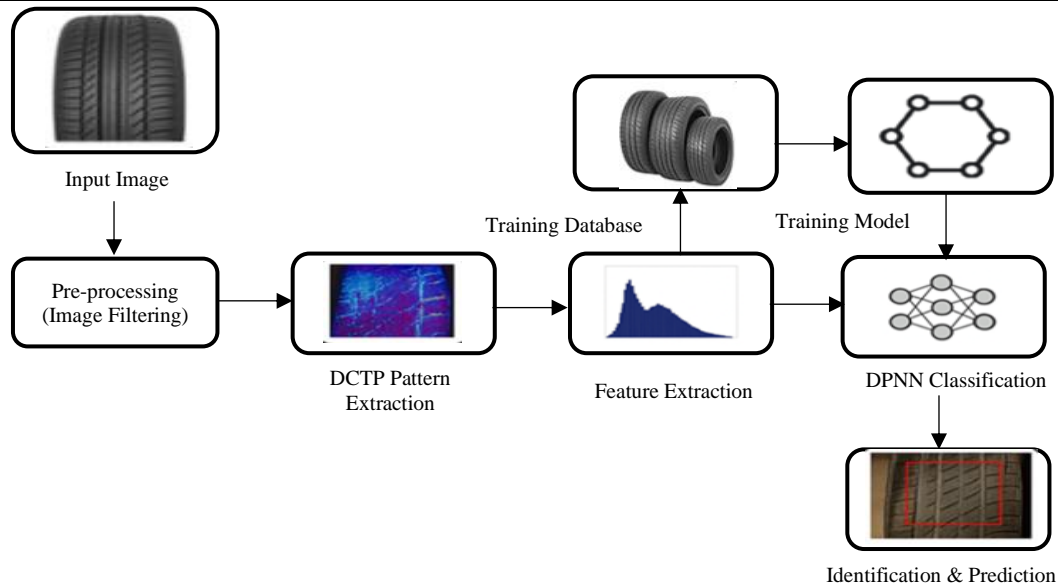 Input Image
Training Database
Training Model
Pre-processing
(Image Filtering)
DCTP Pattern
Extraction
Feature Extraction
DPNN Classification
Identification & Prediction